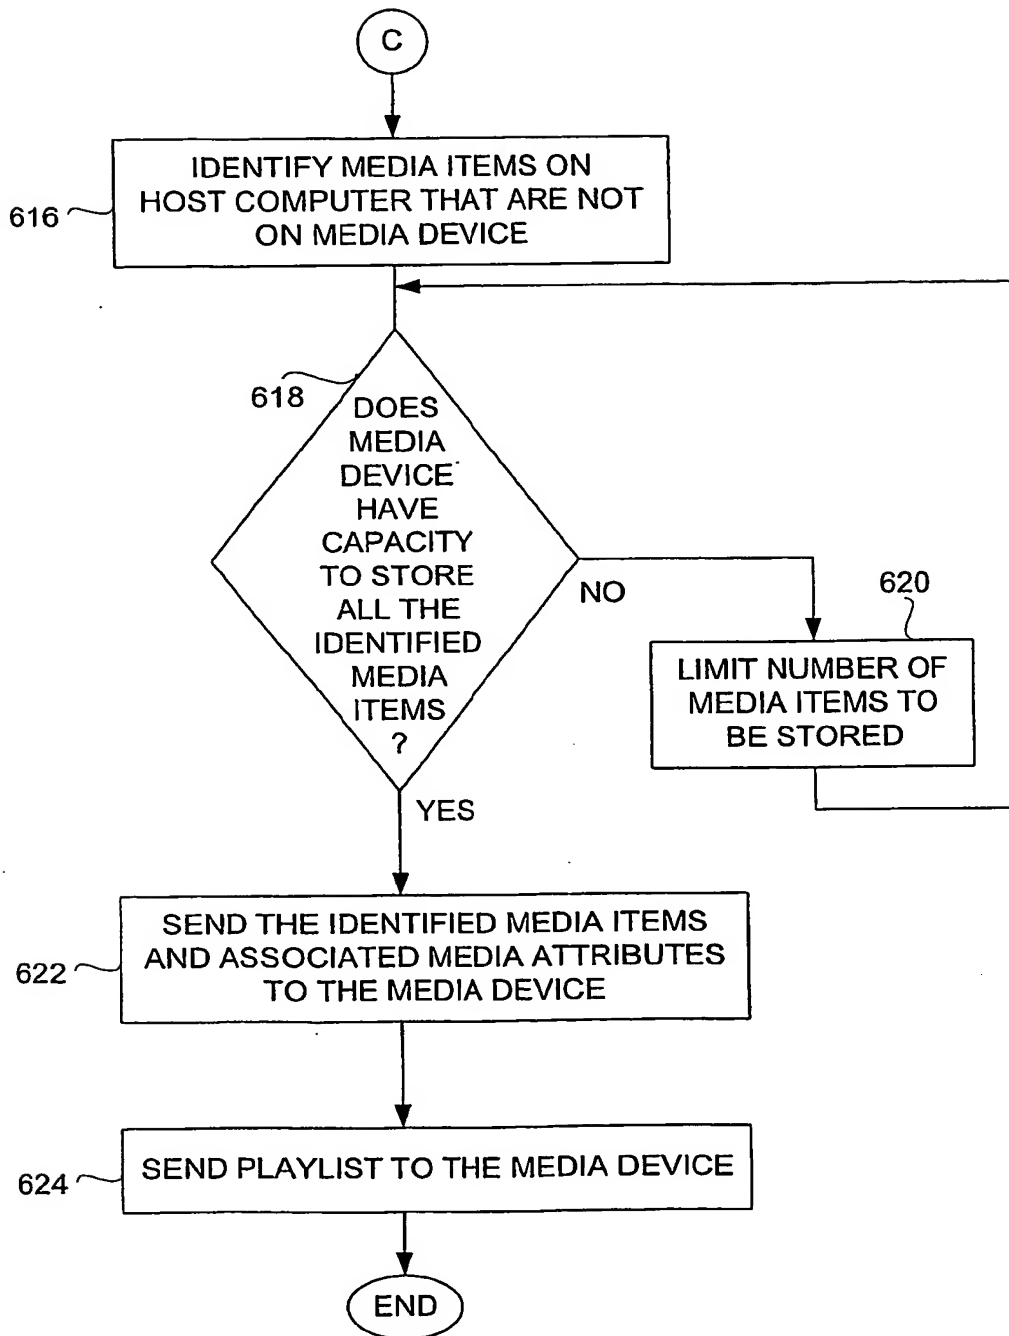 C
IDENTIFY MEDIA ITEMS ON
HOST COMPUTER THAT ARE NOT
ON MEDIA DEVICE
616
618
DOES
MEDIA
DEVICE
HAVE
CAPACITY
TO STORE
ALL THE
IDENTIFIED
MEDIA
ITEMS
?
NO
620
LIMIT NUMBER OF
MEDIA ITEMS TO
BE STORED
YES
SEND THE IDENTIFIED MEDIA ITEMS
AND ASSOCIATED MEDIA ATTRIBUTES
TO THE MEDIA DEVICE
622
SEND PLAYLIST TO THE MEDIA DEVICE
624
END